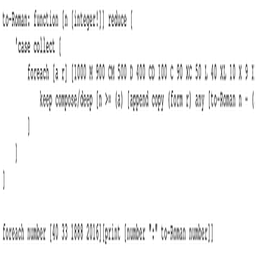 to-Roman: function [n [integer!]] reduce [
'case collect [
foreach [a r] [1000 M 900 CM 500 D 400 CD 100 C 90 XC 50 L 40 XL 10 X 9 I
keep compose/deep [n >= (a) [append copy (form r) any [to-Roman n - (
]
]
]
foreach number [40 33 1888 2016][print [number ":" to-Roman number]]